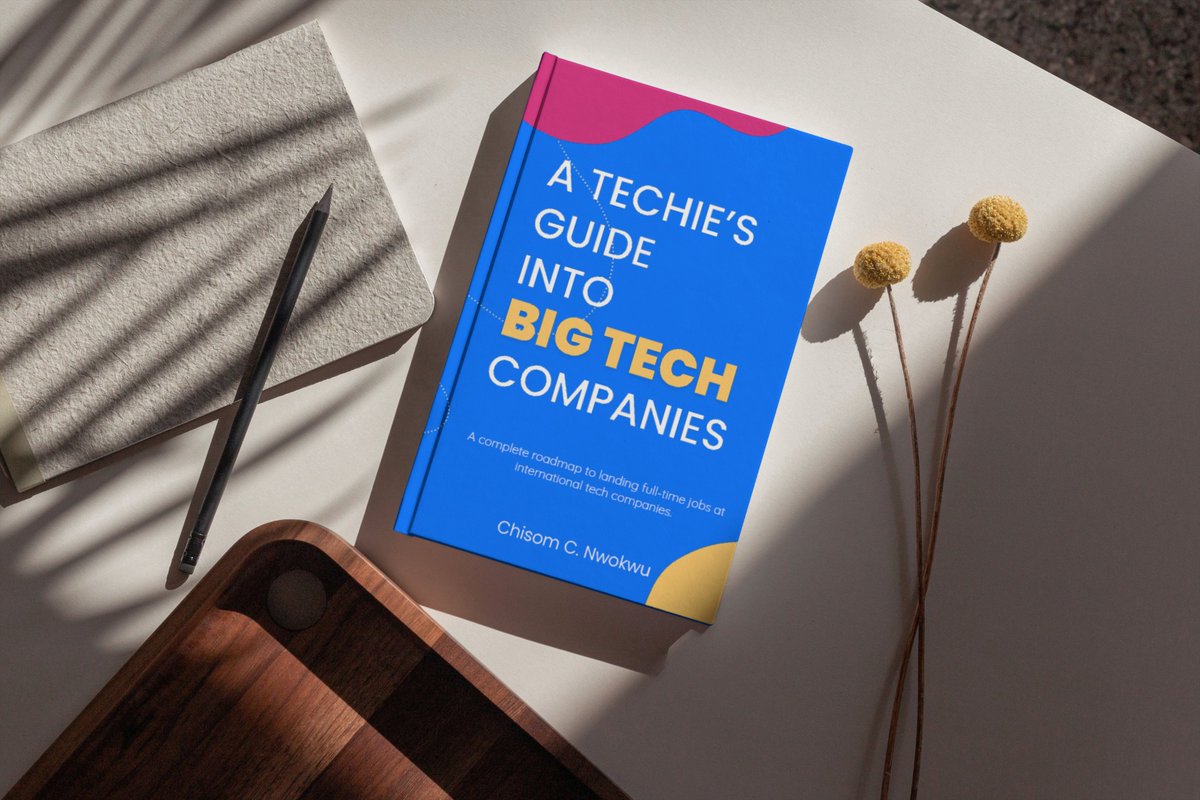 A TECHIE’S
GUIDE
INTO
BIG TECH
COMPANIES
A complete roadmap to landing full-time jobs at
international tech companies.
Chisom C. Nwokwu